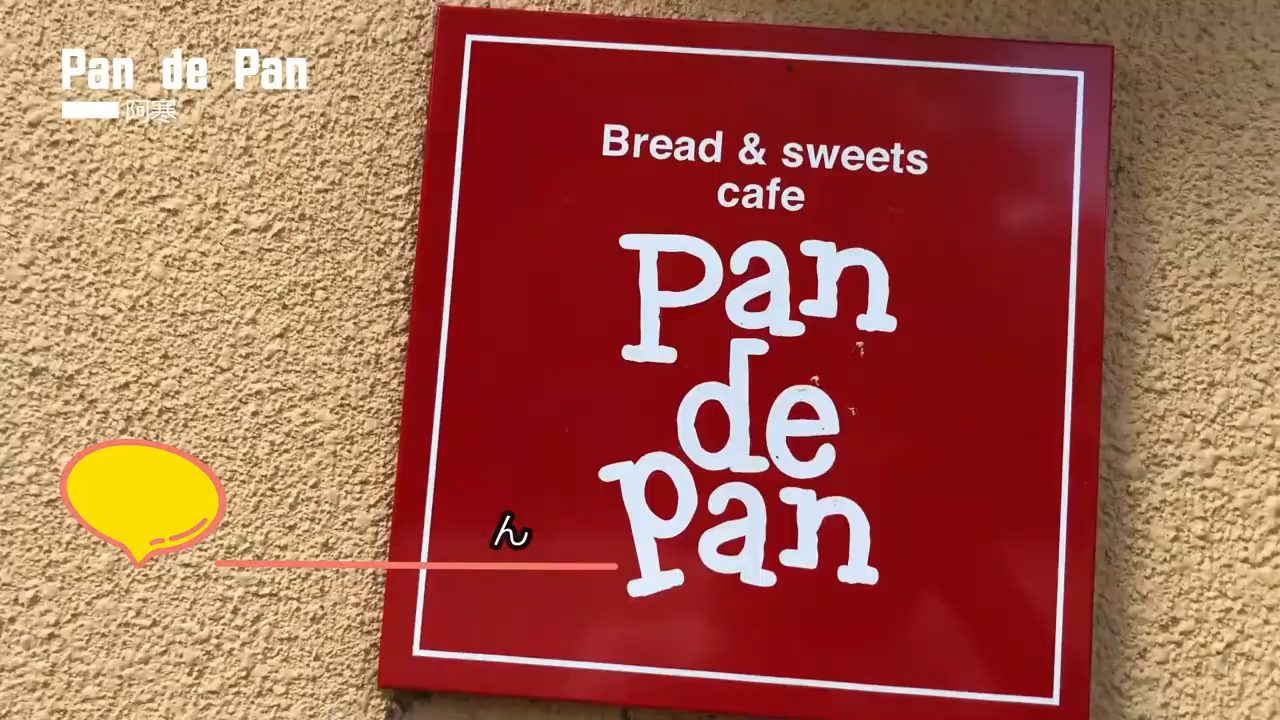 Pan de Pan
阿寒
Bread & sweets
cafe
Pan
de
pan
ん